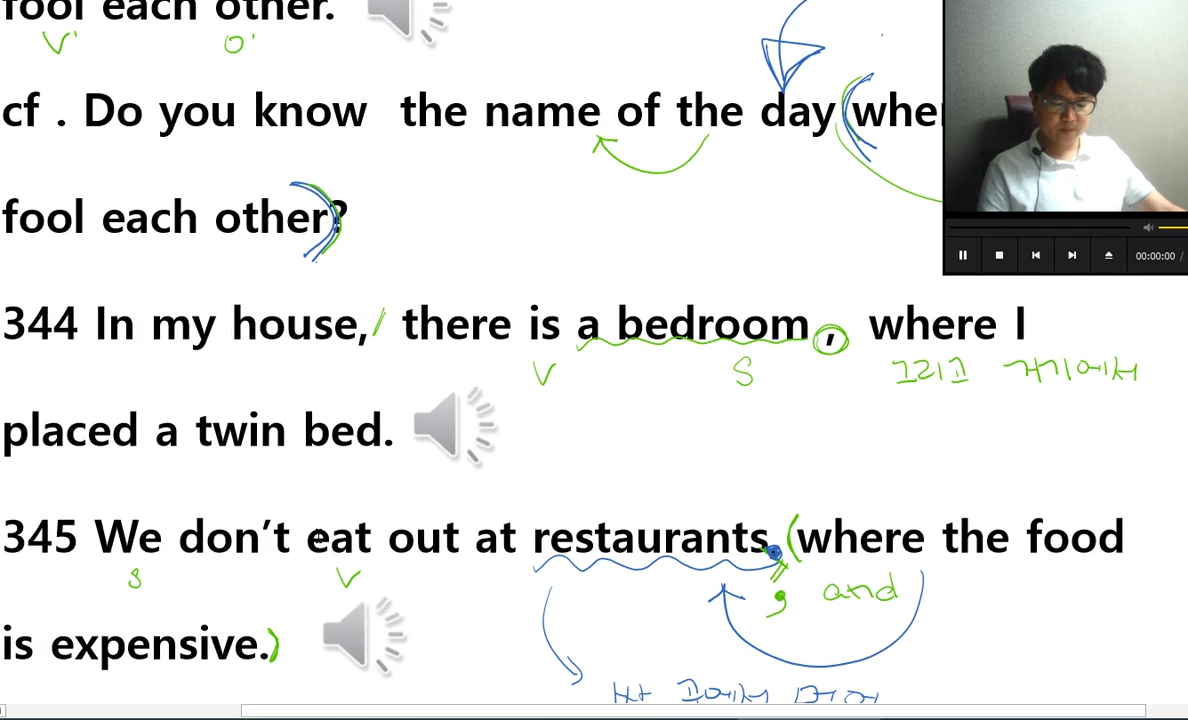 fool each other.
V' O'
cf . Do you know the name of the day (whe
fool each other)?
344 In my house,/ there is a bedroom, where I
V S 그리고 거기에서
placed a twin bed.
345 We don't eat out at restaurants, (where the food
S V , and
is expensive.)
00:00:00 /